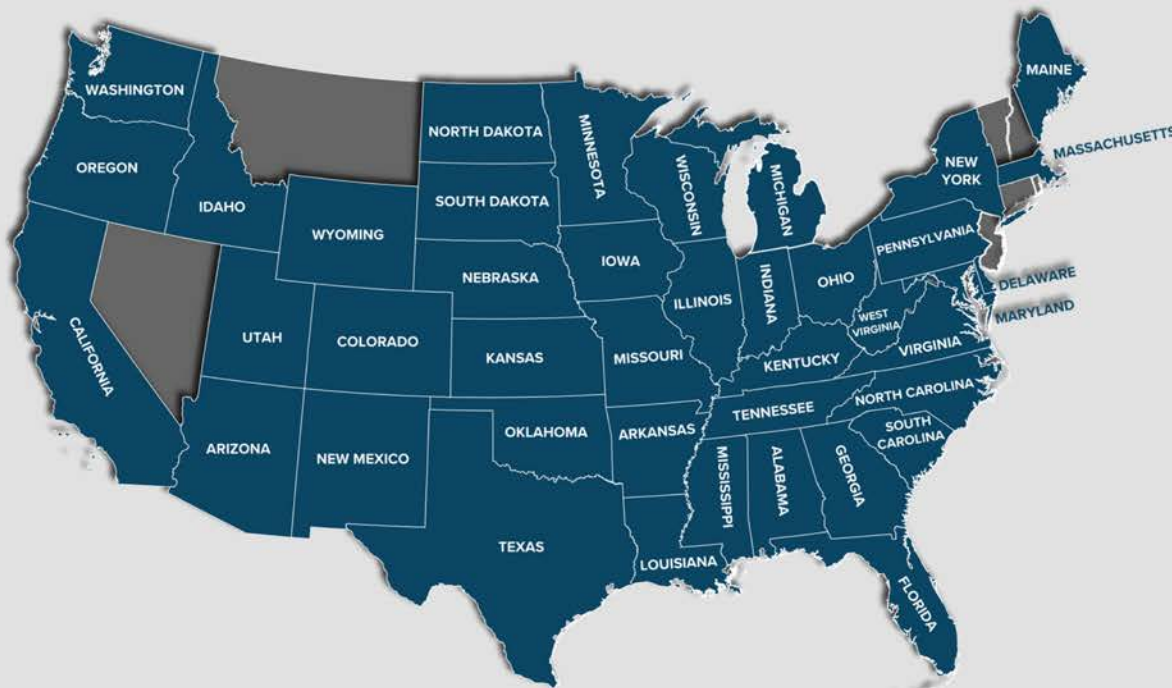 MAINE
WASHINGTON
NORTH DAKOTA
MINNESOTA
MASSACHUSETTS
OREGON
NEW
YORK
WISCONSIN
MICHIGAN
IDAHO
SOUTH DAKOTA
WYOMING
PENNSYLVANIA
IOWA
NEBRASKA
OHIO
DELAWARE
ILLINOIS
INDIANA
MARYLAND
WEST
VIRGINIA
UTAH
COLORADO
CALIFORNIA
KANSAS
MISSOURI
KENTUCKY
VIRGINIA
NORTH CAROLINA
TENNESSEE
SOUTH
CAROLINA
OKLAHOMA
ARKANSAS
ARIZONA
NEW MEXICO
MISSISSIPPI
ALABAMA
GEORGIA
TEXAS
LOUISIANA
FLORIDA